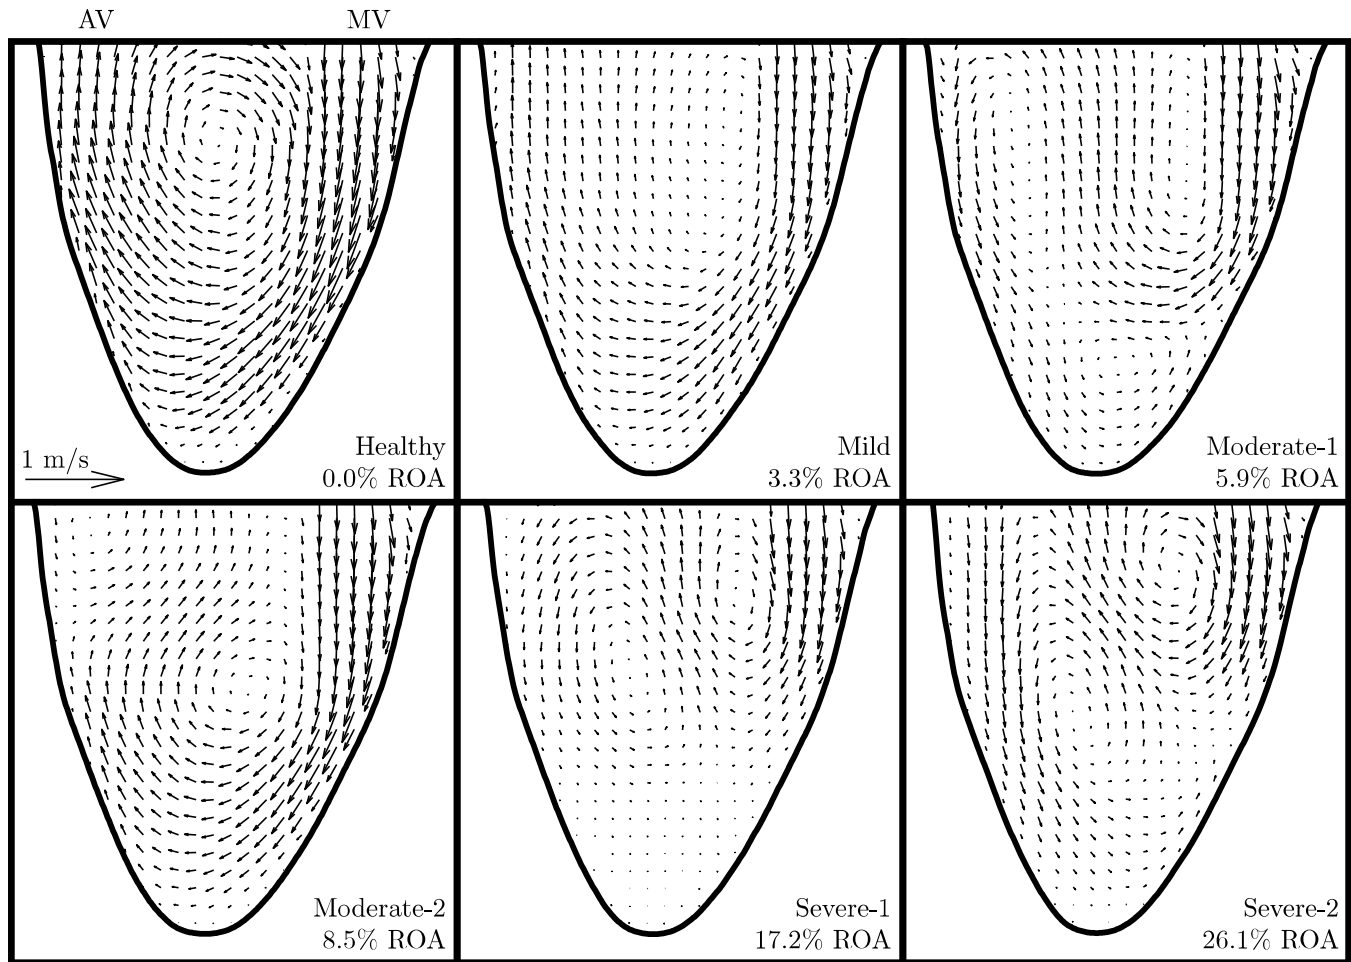 AV MV
Healthy
1 m/s
0.0% ROA
Mild
3.3% ROA
Moderate-1
5.9% ROA
Moderate-2
8.5% ROA
Severe-1
17.2% ROA
Severe-2
26.1% ROA